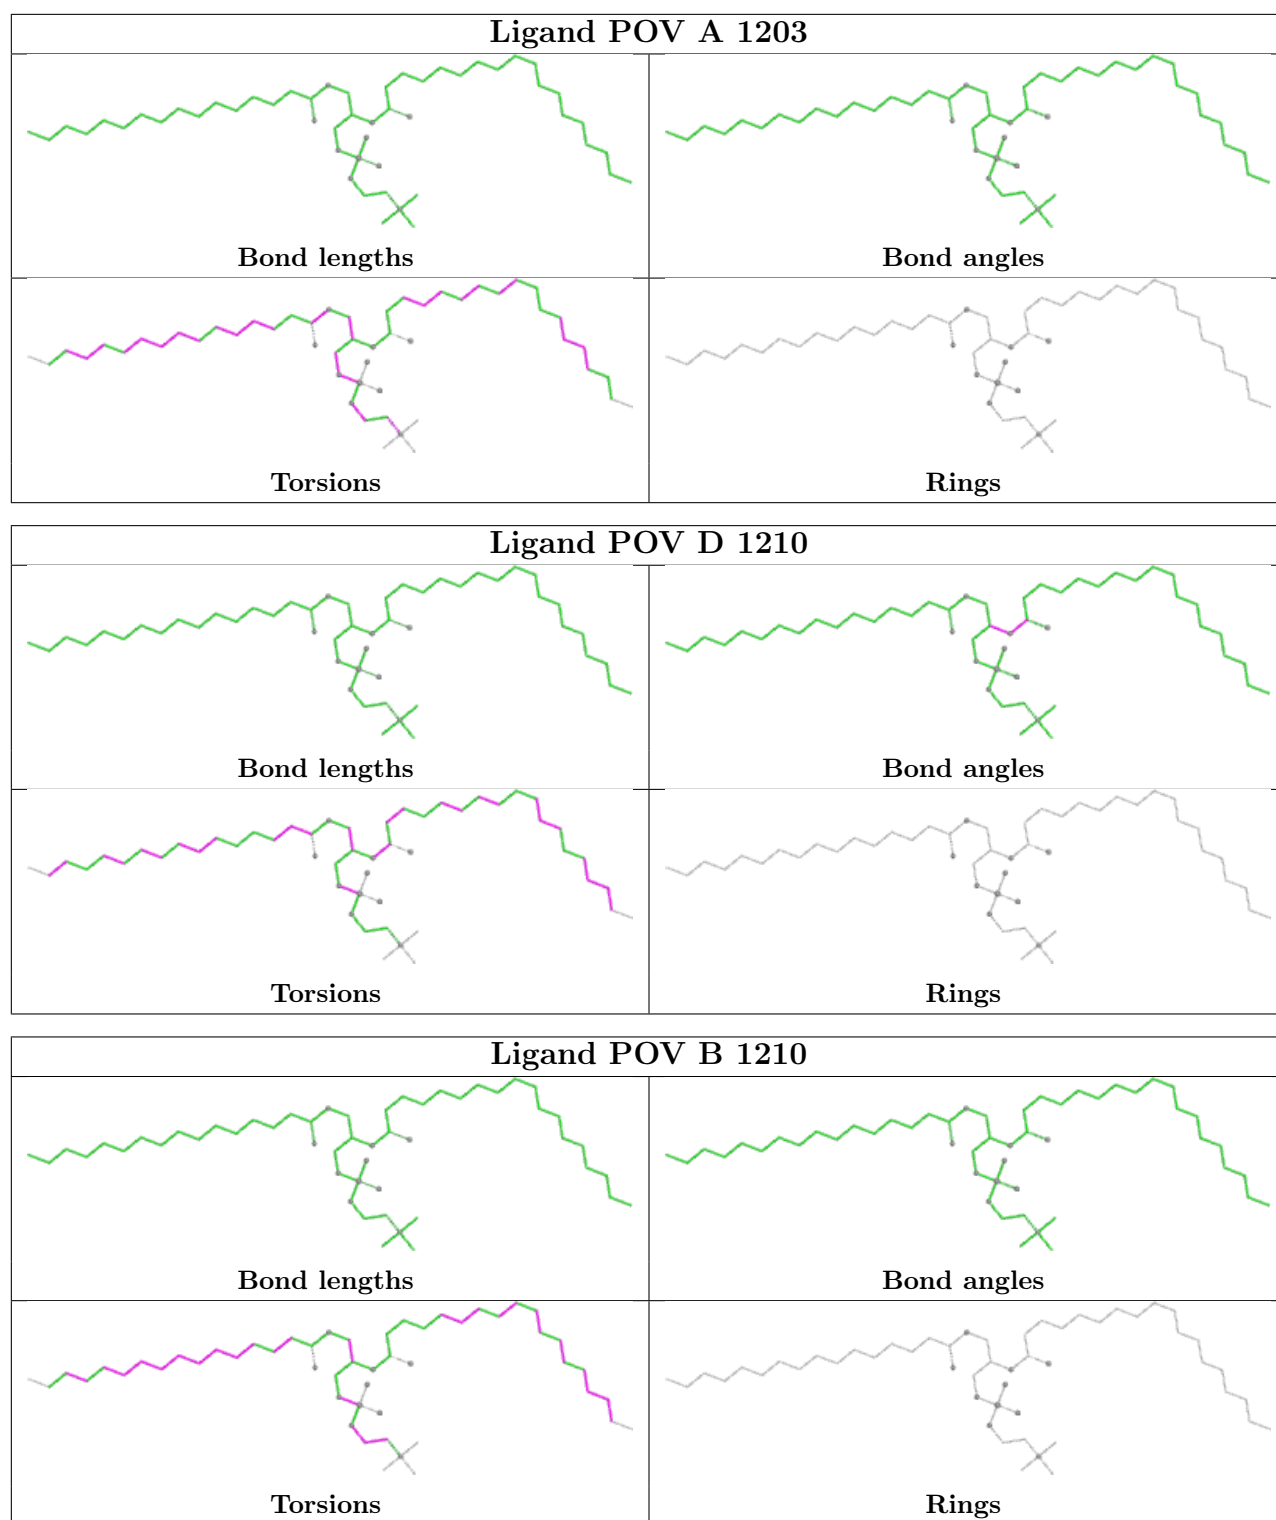 Ligand POV A 1203
Bond lengths
Bond angles
Torsions
Rings
Ligand POV D 1210
Bond lengths
Bond angles
Torsions
Rings
Ligand POV B 1210
Bond lengths
Bond angles
Torsions
Rings